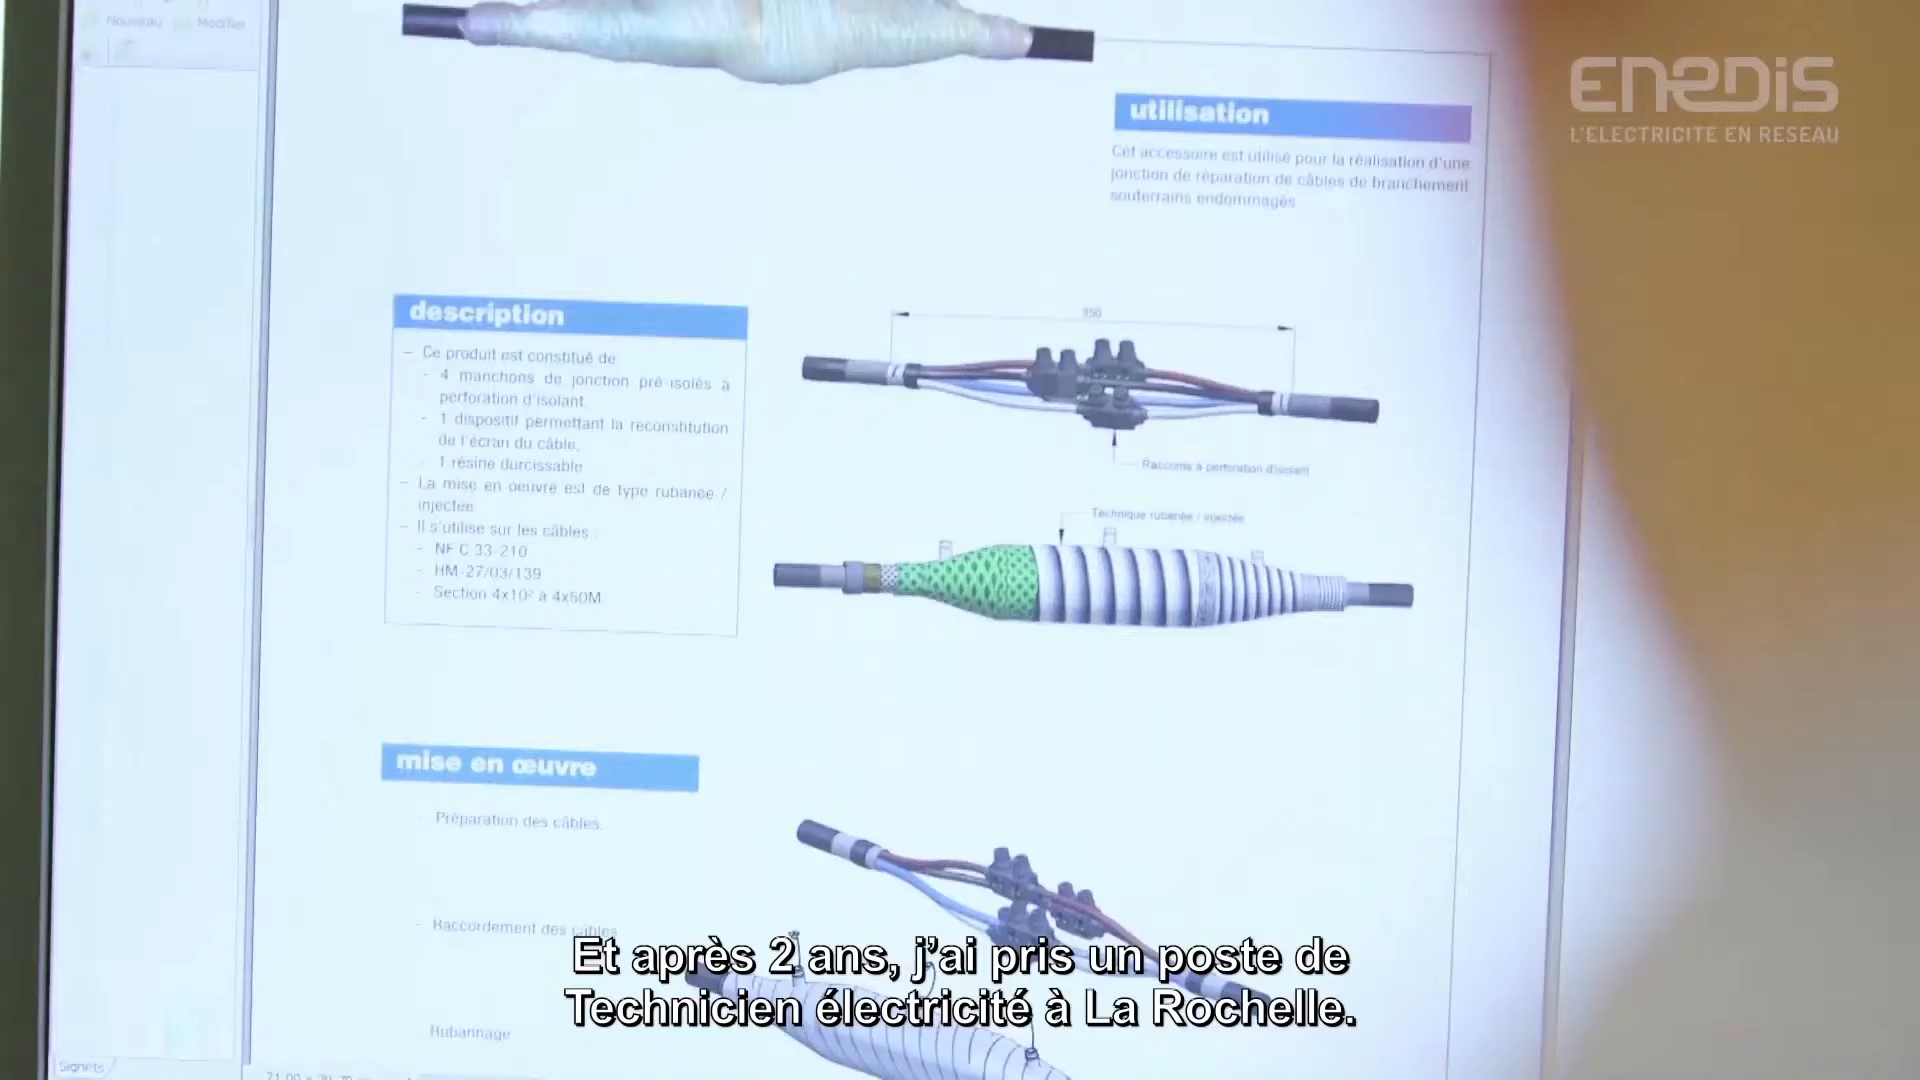 Nouveau Modifier
ENEDIS
L'ELECTRICITE EN RESEAU
utilisation
Cet accessoire est utilisé pour la réalisation d'une
jonction de réparation de câbles de branchement
souterrains endommagés
description
– Ce produit est constitué de
- 4 manchons de jonction pré-isolés à
perforation d'isolant
- 1 dispositif permettant la reconstitution
de l'écran du câble,
- 1 résine durcissable
– La mise en oeuvre est de type rubanée /
injectée
– Il s'utilise sur les câbles :
- NF C 33-210
- HM-27/03/139
- Section 4x10² à 4x50M
350
Raccords à perforation d'isolant
Technique rubanée / injectée
mise en œuvre
- Préparation des câbles
- Raccordement des câbles
Rubannage
Et après 2 ans, j'ai pris un poste de
Technicien électricité à La Rochelle.
Signets